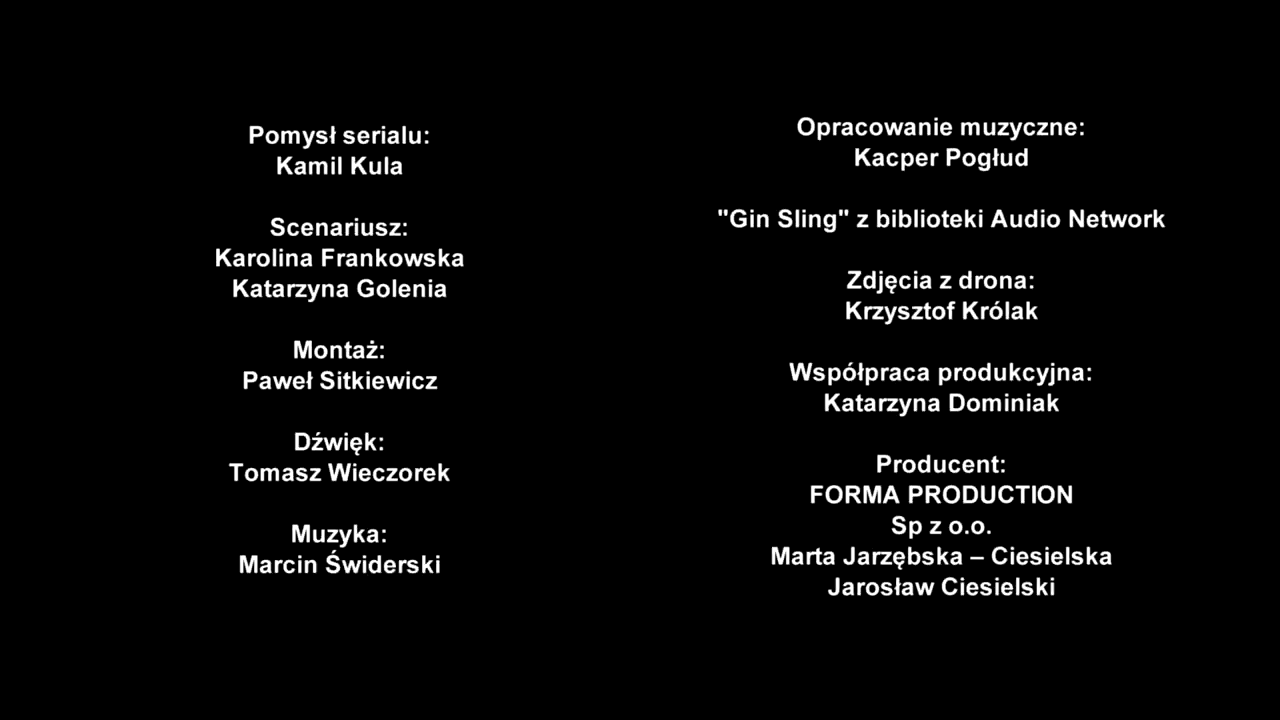 Pomysł serialu:
Kamil Kula
Scenariusz:
Karolina Frankowska
Katarzyna Golenia
Montaż:
Paweł Sitkiewicz
Dźwięk:
Tomasz Wieczorek
Muzyka:
Marcin Świderski
Opracowanie muzyczne:
Kacper Pogłud
"Gin Sling" z biblioteki Audio Network
Zdjęcia z drona:
Krzysztof Królak
Współpraca produkcyjna:
Katarzyna Dominiak
Producent:
FORMA PRODUCTION
Sp z o.o.
Marta Jarzębska – Ciesielska
Jarosław Ciesielski